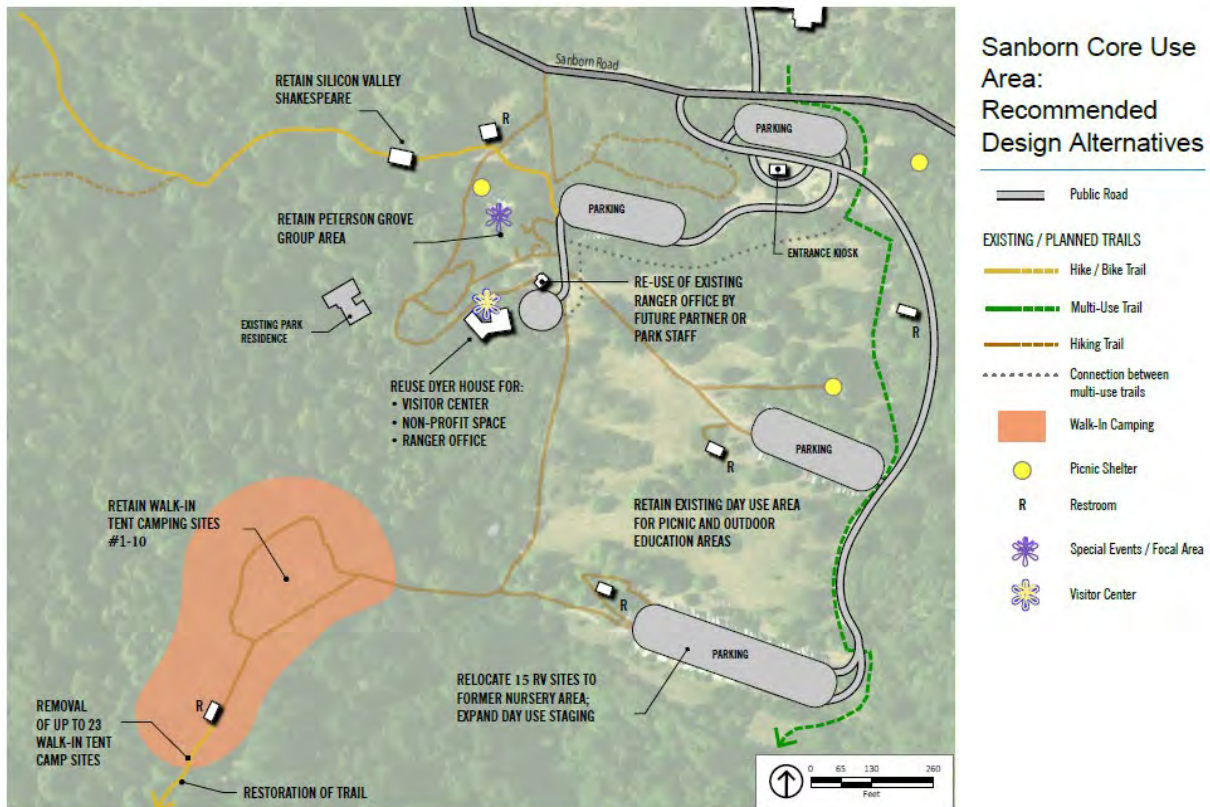 Sanborn Core Use
Area:
Recommended
Design Alternatives
Public Road
EXISTING / PLANNED TRAILS
Hike / Bike Trail
Multi-Use Trail
Hiking Trail
Connection between
multi-use trails
Walk-In Camping
Picnic Shelter
R
Restroom
Special Events / Focal Area
Visitor Center
Sanborn Road
RETAIN SILICON VALLEY
SHAKESPEARE
R
PARKING
RETAIN PETERSON GROVE
GROUP AREA
PARKING
ENTRANCE KIOSK
RE-USE OF EXISTING
RANGER OFFICE BY
FUTURE PARTNER OR
PARK STAFF
R
EXISTING PARK
RESIDENCE
REUSE DYER HOUSE FOR:
• VISITOR CENTER
• NON-PROFIT SPACE
• RANGER OFFICE
PARKING
R
RETAIN WALK-IN
TENT CAMPING SITES
#1-10
RETAIN EXISTING DAY USE AREA
FOR PICNIC AND OUTDOOR
EDUCATION AREAS
R
PARKING
RELOCATE 15 RV SITES TO
FORMER NURSERY AREA;
EXPAND DAY USE STAGING
REMOVAL
OF UP TO 23
WALK-IN TENT
CAMP SITES
R
RESTORATION OF TRAIL
0 65 130 260
Feet